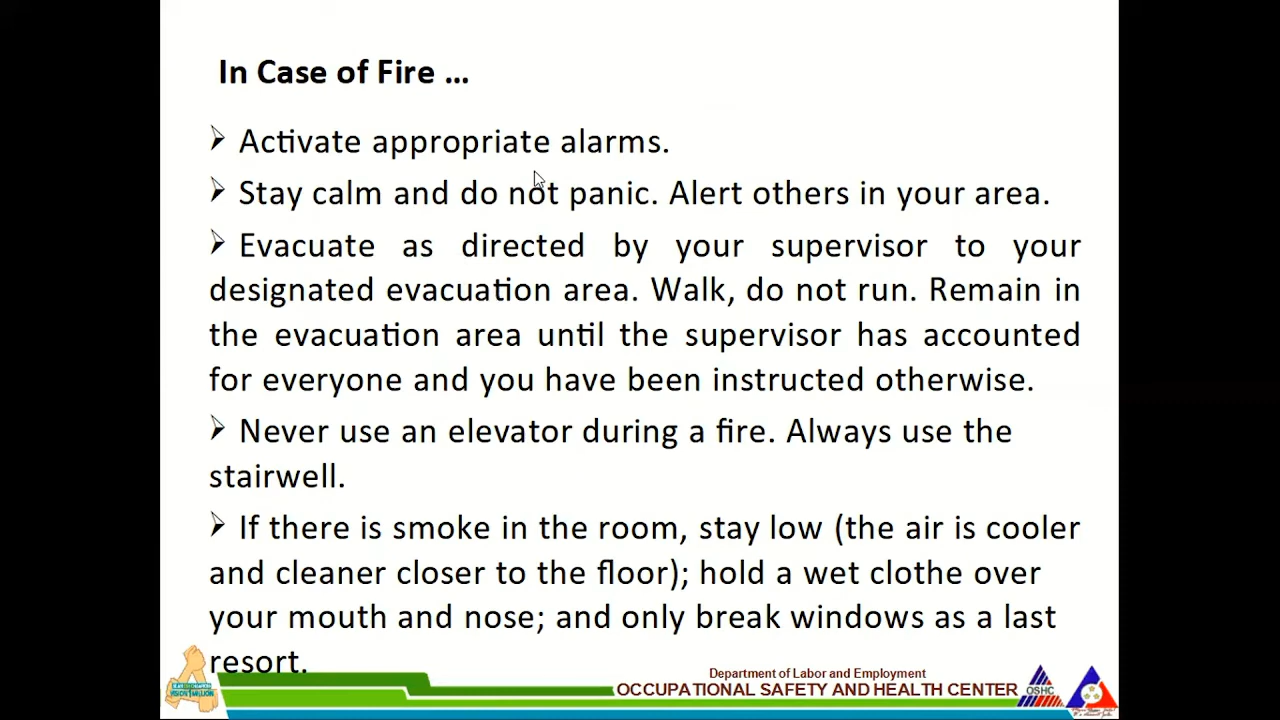 In Case of Fire ...
➢ Activate appropriate alarms.
➢ Stay calm and do not panic. Alert others in your area.
➢ Evacuate as directed by your supervisor to your
designated evacuation area. Walk, do not run. Remain in
the evacuation area until the supervisor has accounted
for everyone and you have been instructed otherwise.
➢ Never use an elevator during a fire. Always use the
stairwell.
➢ If there is smoke in the room, stay low (the air is cooler
and cleaner closer to the floor); hold a wet clothe over
your mouth and nose; and only break windows as a last
resort.
Department of Labor and Employment
OCCUPATIONAL SAFETY AND HEALTH CENTER
OSHC